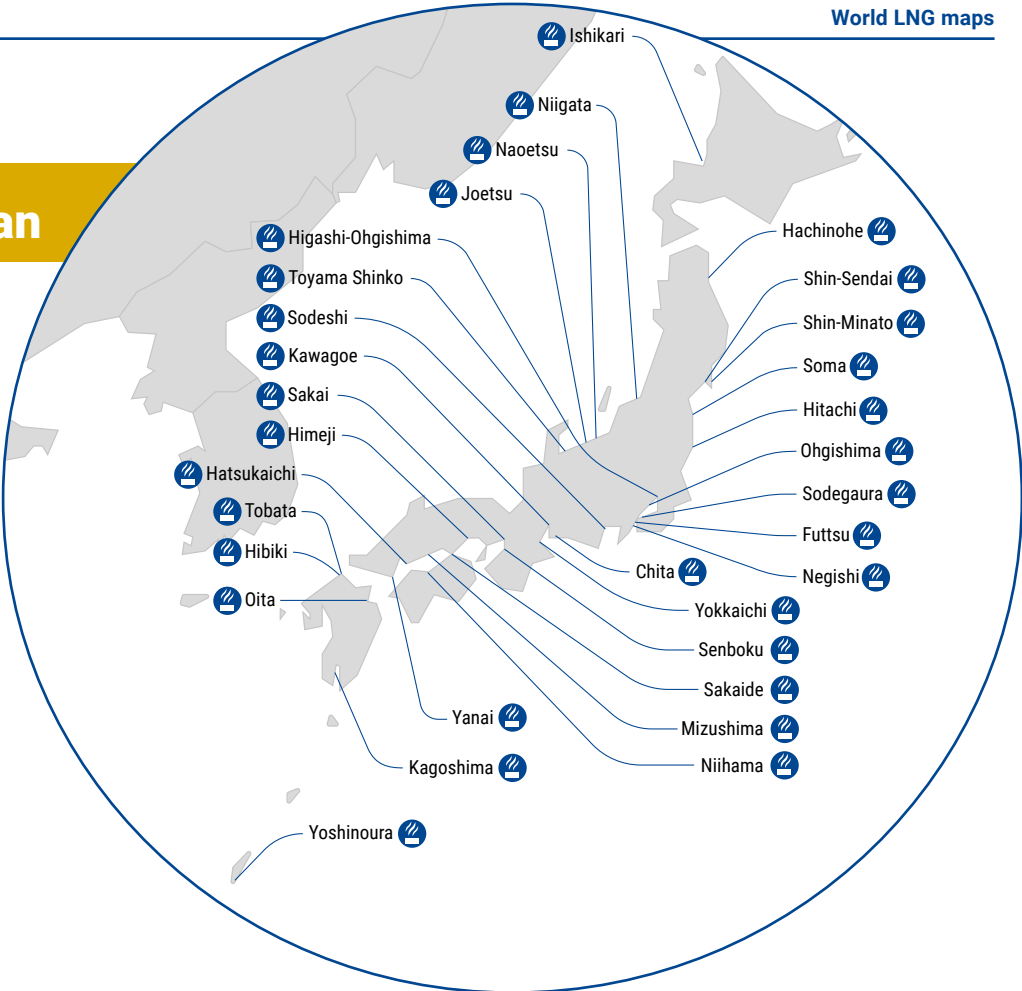 World LNG maps
an
Ishikari
Niigata
Naoetsu
Joetsu
Higashi-Ohgishima
Toyama Shinko
Sodeshi
Kawagoe
Sakai
Himeji
Hatsukaichi
Tobata
Hibiki
Oita
Hachinohe
Shin-Sendai
Shin-Minato
Soma
Hitachi
Ohgishima
Sodegaura
Futtsu
Negishi
Chita
Yokkaichi
Senboku
Sakaide
Mizushima
Niihama
Yanai
Kagoshima
Yoshinoura